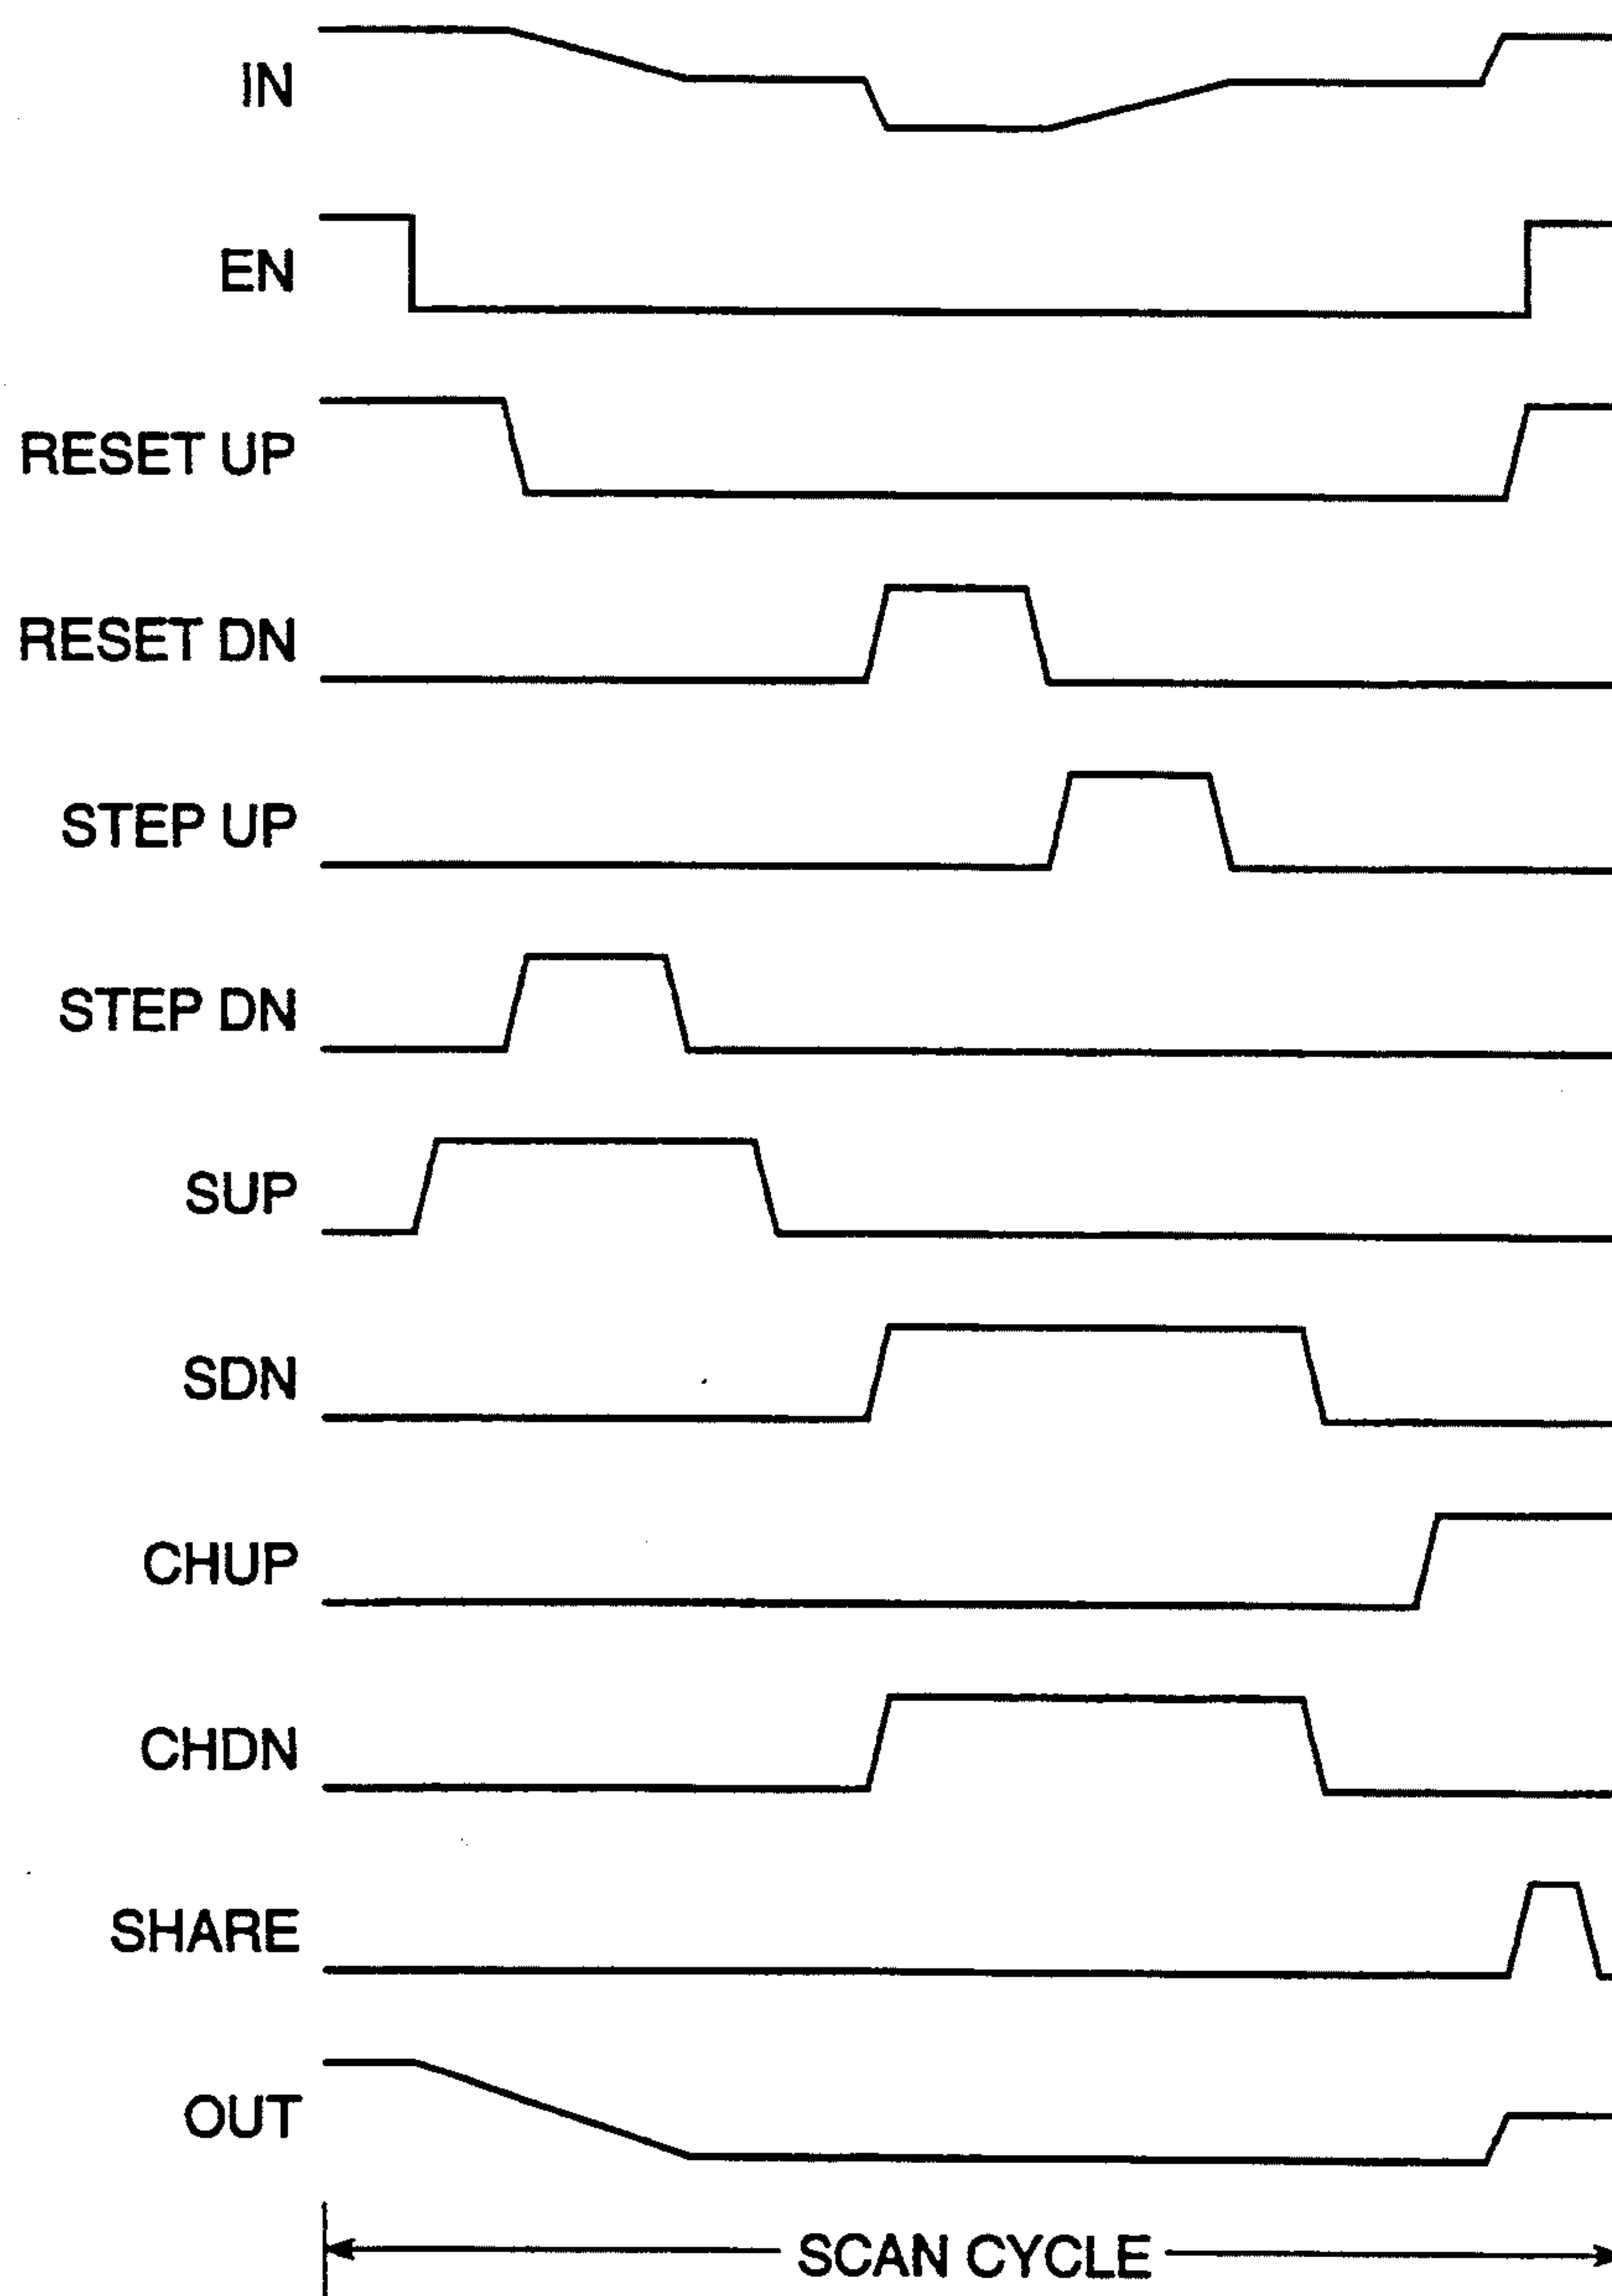 IN
EN
RESET UP
RESET DN
STEP UP
STEP DN
SUP
SDN
CHUP
CHDN
SHARE
OUT
SCAN CYCLE